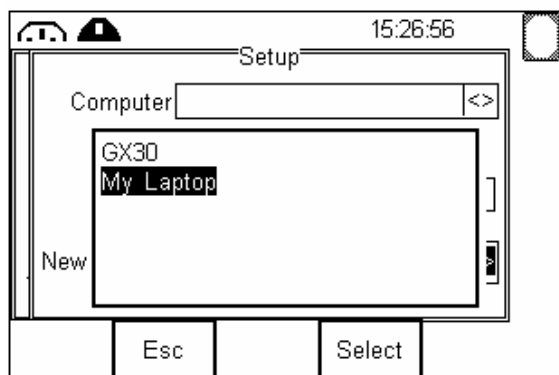 15:26:56
Setup
Computer <>
GX30
My Laptop
New >
Esc Select